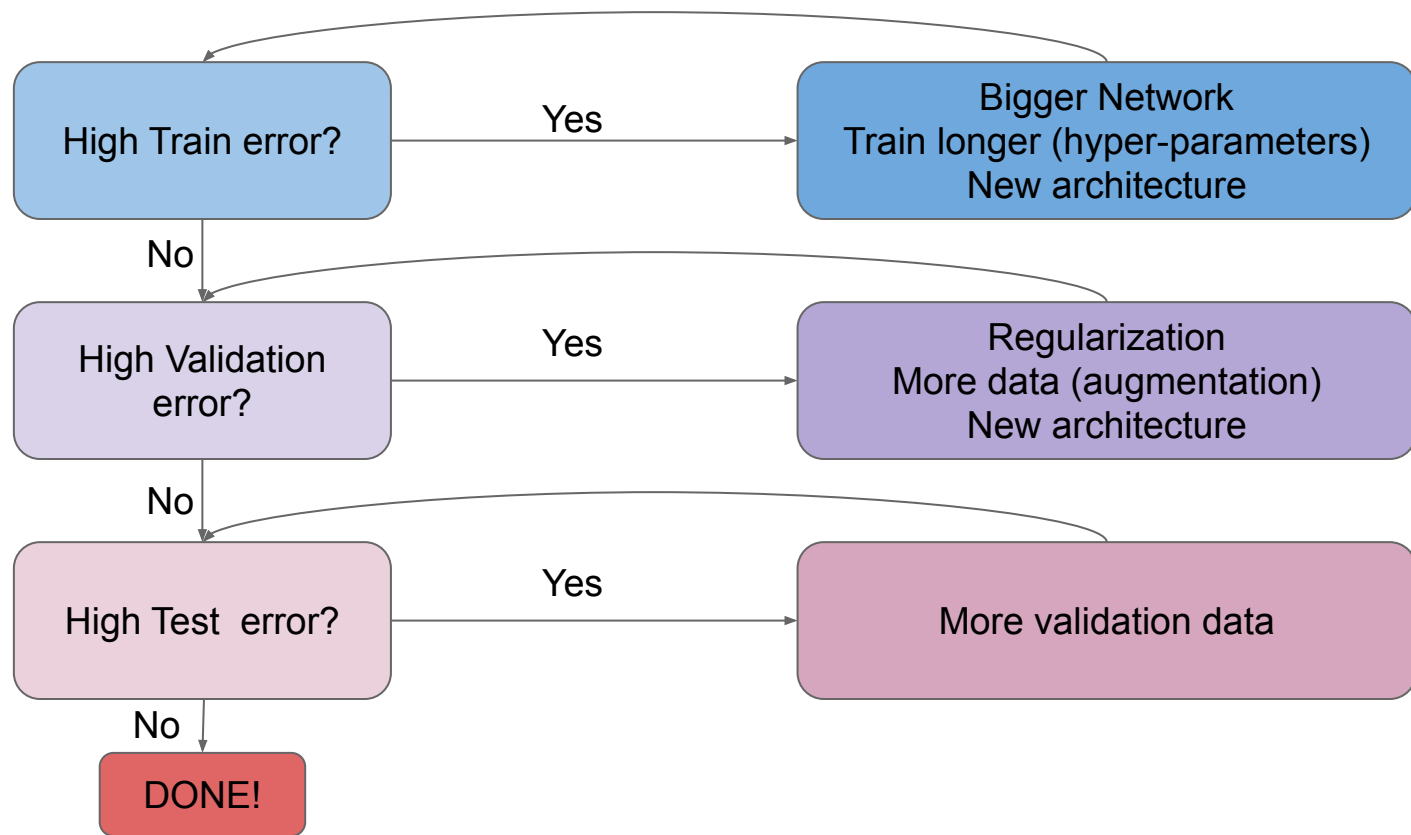 High Train error?
Yes
Bigger Network
Train longer (hyper-parameters)
New architecture
No
High Validation
error?
Yes
Regularization
More data (augmentation)
New architecture
No
High Test  error?
Yes
More validation data
No
DONE!